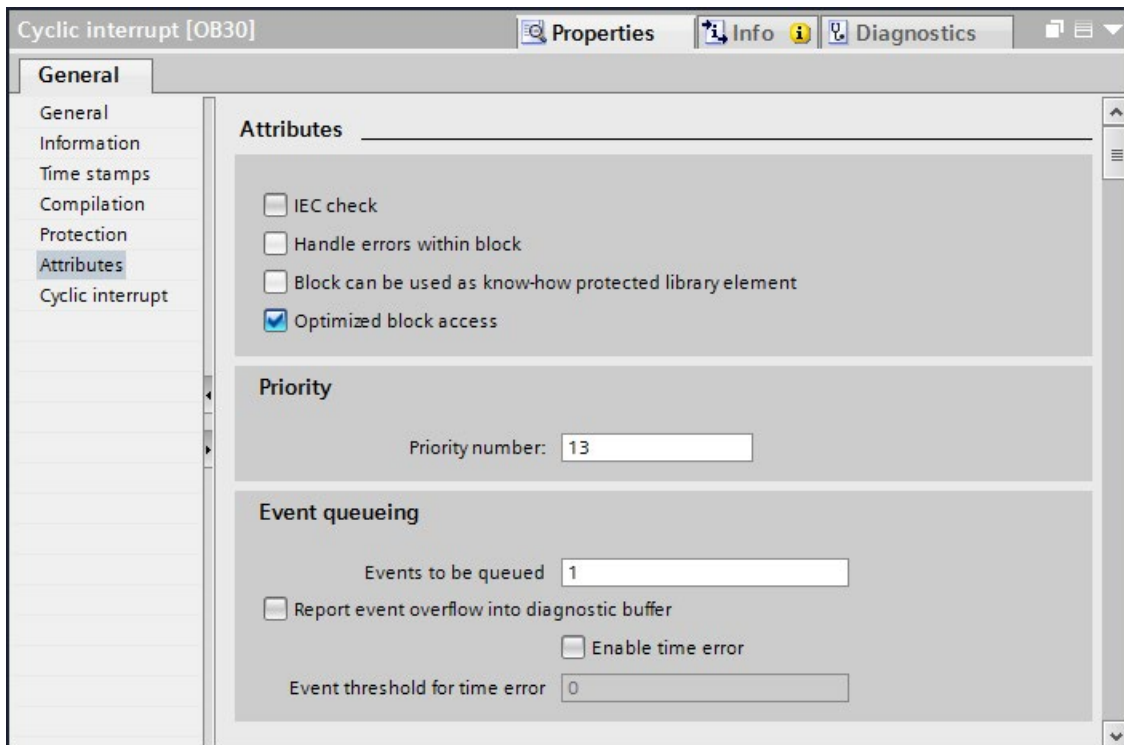 Cyclic interrupt [OB30]
Properties
Info
Diagnostics
General
General
Information
Time stamps
Compilation
Protection
Attributes
Cyclic interrupt
Attributes
IEC check
Handle errors within block
Block can be used as know-how protected library element
Optimized block access
Priority
Priority number: 13
Event queueing
Events to be queued 1
Report event overflow into diagnostic buffer
Enable time error
Event threshold for time error 0